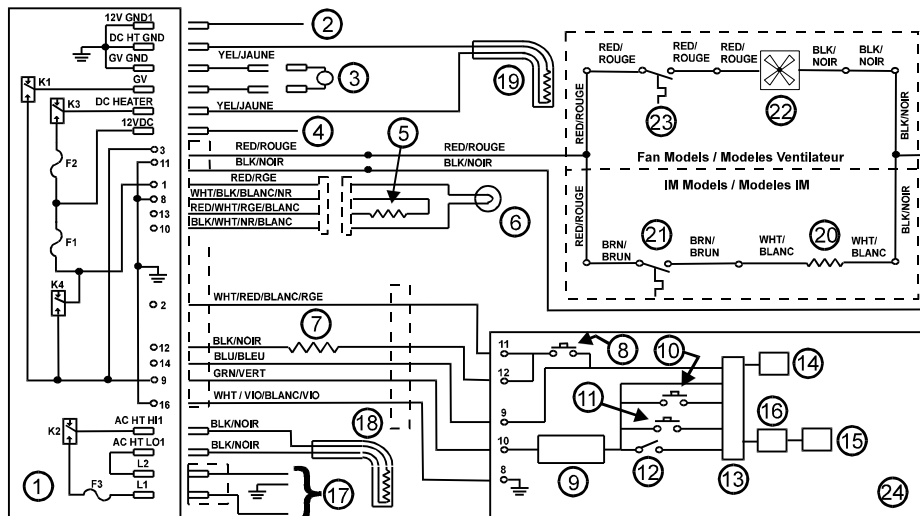 12V GND1
DC HT GND
GV GND
GV
DC HEATER
12VDC
K1
K3
F2
F1
K4
3
11
1
8
13
10
2
12
14
9
16
AC HT HI1
AC HT LO1
L2
L1
K2
F3
1
2
YEL/JAUNE
3
YEL/JAUNE
4
19
RED/ROUGE
RED/ROUGE
BLK/NOIR
BLK/NOIR
5
RED/RGE
WHT/BLK/BLANC/NR
RED/WHT/RGE/BLANC
BLK/WHT/NR/BLANC
6
WHT/RED/BLANC/RGE
7
BLK/NOIR
BLU/BLEU
GRN/VERT
WHT / VIO/BLANC/VIO
BLK/NOIR
BLK/NOIR
18
17
RED/
ROUGE
RED/
ROUGE
RED/
ROUGE
BLK/
NOIR
BLK/
NOIR
23
22
RED/ROUGE
BLK/NOIR
Fan Models / Modeles Ventilateur
IM Models / Modeles IM
RED/ROUGE
BLK/NOIR
BRN/
BRUN
21
BRN/
BRUN
WHT/
BLANC
20
WHT/
BLANC
11
12
9
10
8
8
10
11
9
12
13
14
16
15
24